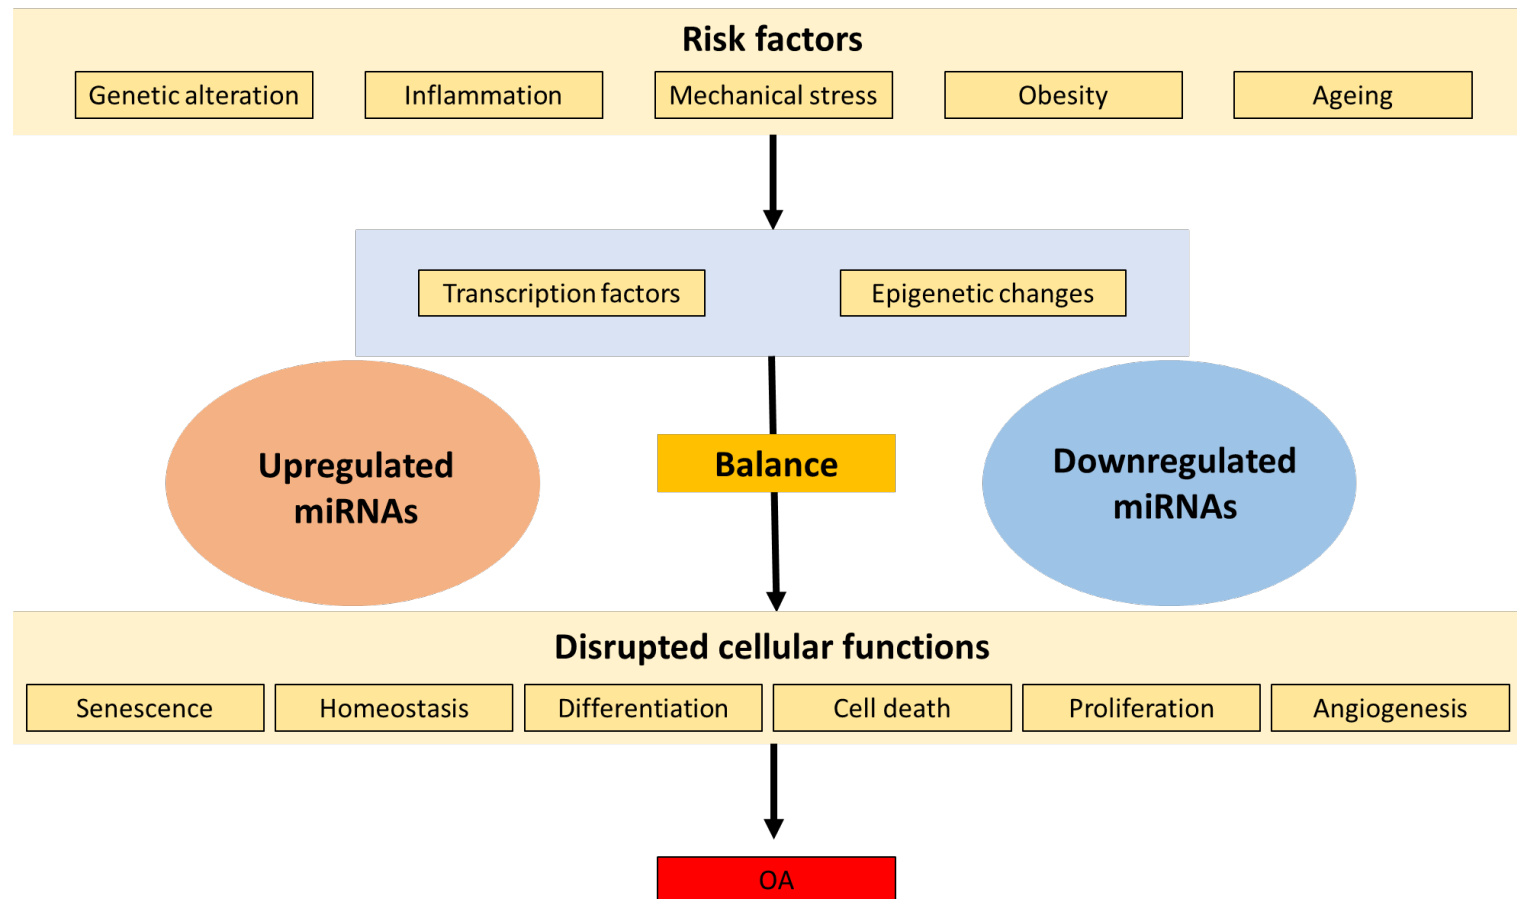 Risk factors
Genetic alteration
Inflammation
Mechanical stress
Obesity
Ageing
Transcription factors
Epigenetic changes
Upregulated
miRNAs
Balance
Downregulated
miRNAs
Disrupted cellular functions
Senescence
Homeostasis
Differentiation
Cell death
Proliferation
Angiogenesis
OA